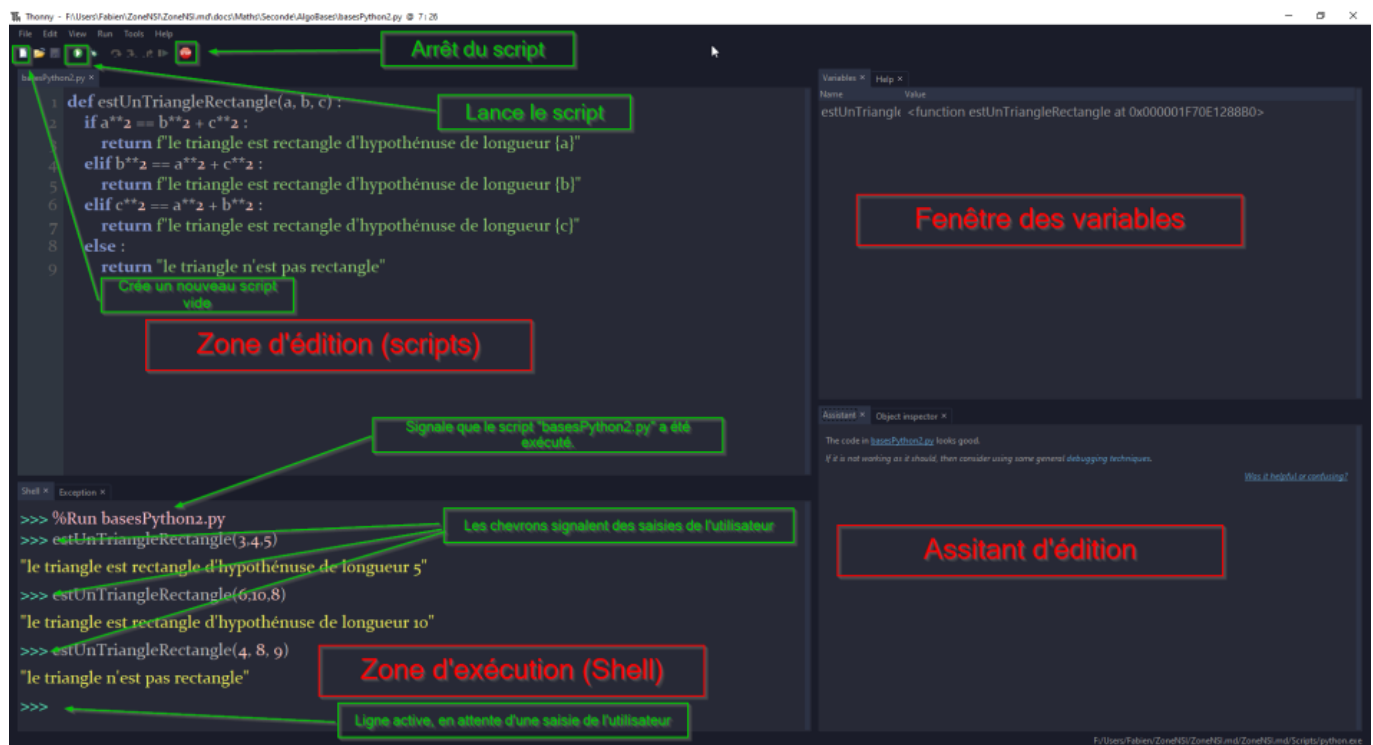 Thonny - F:\Users\Fabien\ZoneNSI\ZoneNSI.md\docs\Maths\Seconde\AlgoBases\basesPython2.py @ 7:26
File Edit View Run Tools Help
Arrêt du script
basesPython2.py ×
Lance le script
1 def estUnTriangleRectangle(a, b, c) :
2 if a**2 == b**2 + c**2 :
3 return f"le triangle est rectangle d'hypothénuse de longueur {a}"
4 elif b**2 == a**2 + c**2 :
5 return f"le triangle est rectangle d'hypothénuse de longueur {b}"
6 elif c**2 == a**2 + b**2 :
7 return f"le triangle est rectangle d'hypothénuse de longueur {c}"
8 else :
9 return "le triangle n'est pas rectangle"
Crée un nouveau script
vide
Zone d'édition (scripts)
Signale que le script "basesPython2.py" a été
exécuté.
Shell × Exception ×
>>> %Run basesPython2.py
>>> estUnTriangleRectangle(3,4,5)
Les chevrons signalent des saisies de l'utilisateur
"le triangle est rectangle d'hypothénuse de longueur 5"
>>> estUnTriangleRectangle(6,10,8)
"le triangle est rectangle d'hypothénuse de longueur 10"
>>> estUnTriangleRectangle(4, 8, 9)
"le triangle n'est pas rectangle"
Zone d'exécution (Shell)
>>>
Ligne active, en attente d'une saisie de l'utilisateur
Variables × Help ×
Name Value
estUnTriangle <function estUnTriangleRectangle at 0x000001F70E1288B0>
Fenêtre des variables
Assistant × Object inspector ×
The code in basesPython2.py looks good.
If it is not working as it should, then consider using some general debugging techniques.
Was it helpful or confusing?
Assitant d'édition
F:/Users/Fabien/ZoneNSI/ZoneNSI.md/ZoneNSI.md/Scripts/python.exe